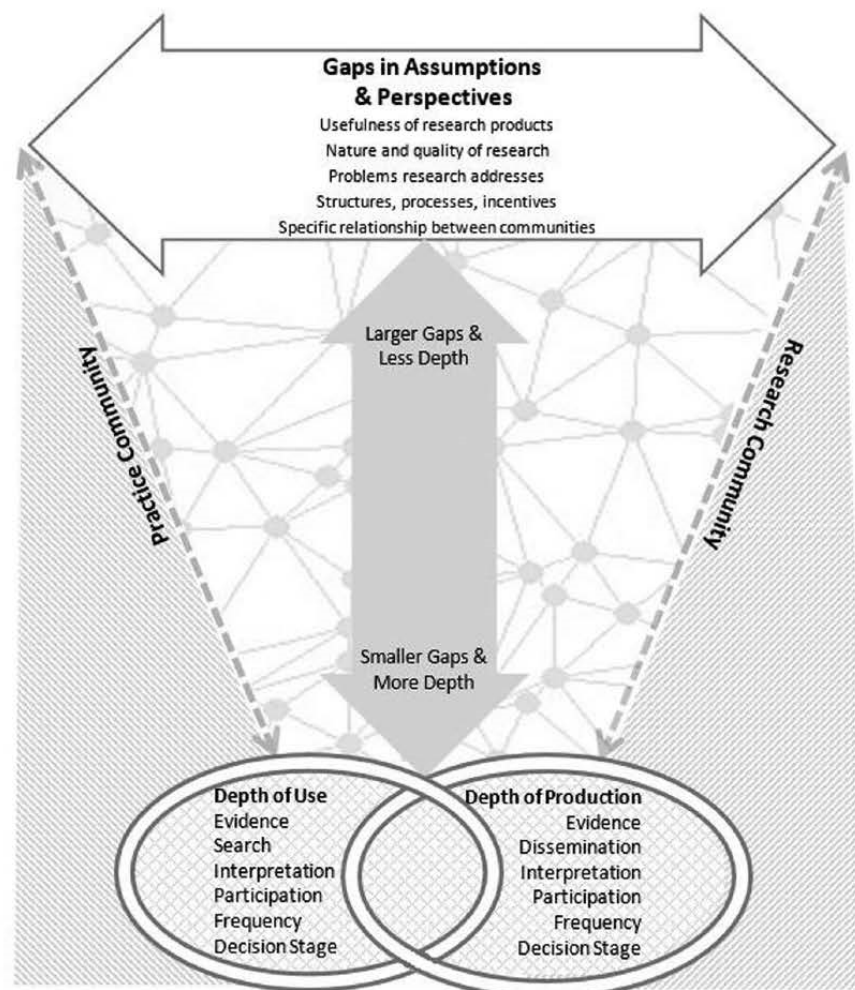 Gaps in Assumptions
& Perspectives
Usefulness of research products
Nature and quality of research
Problems research addresses
Structures, processes, incentives
Specific relationship between communities
Larger Gaps &
Less Depth
Practice Community
Research Community
Smaller Gaps &
More Depth
Depth of Use
Evidence
Search
Interpretation
Participation
Frequency
Decision Stage
Depth of Production
Evidence
Dissemination
Interpretation
Participation
Frequency
Decision Stage